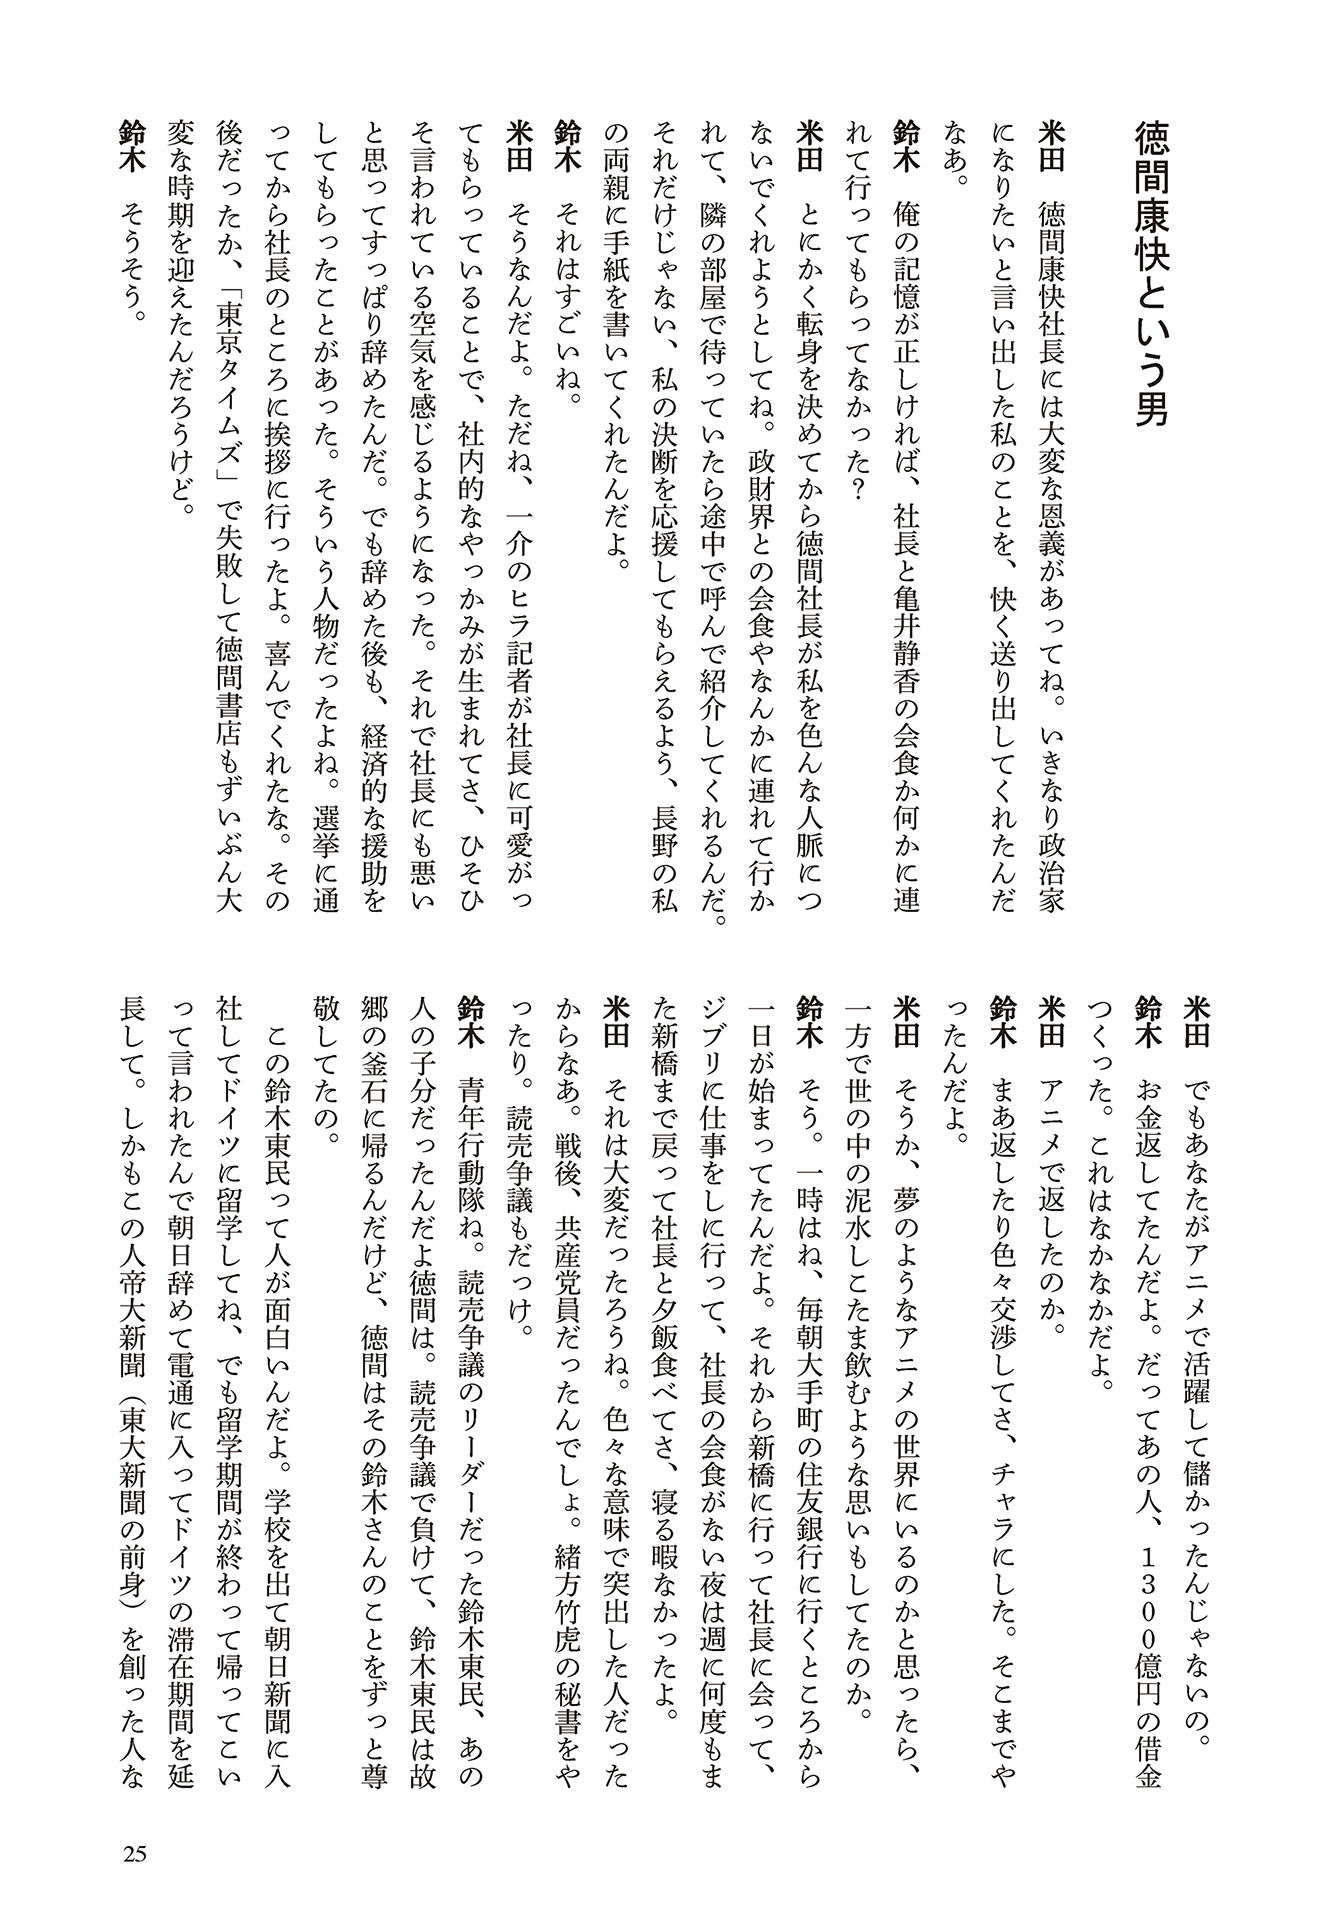 徳間康快という男
米田　徳間康快社長には大変な恩義があってね。いきなり政治家
になりたいと言い出した私のことを、快く送り出してくれたんだ
なあ。
鈴木　俺の記憶が正しければ、社長と亀井静香の会食か何かに連
れて行ってもらってなかった？
米田　とにかく転身を決めてから徳間社長が私を色んな人脈につ
ないでくれようとしてね。政財界との会食やなんかに連れて行か
れて、隣の部屋で待っていたら途中で呼んで紹介してくれるんだ。
それだけじゃない、私の決断を応援してもらえるよう、長野の私
の両親に手紙を書いてくれたんだよ。
鈴木　それはすごいね。
米田　そうなんだよ。ただね、一介のヒラ記者が社長に可愛がっ
てもらっていることで、社内的なやっかみが生まれてさ、ひそひ
そ言われている空気を感じるようになった。それで社長にも悪い
と思ってすっぱり辞めたんだ。でも辞めた後も、経済的な援助を
してもらったことがあった。そういう人物だったよね。選挙に通
ってから社長のところに挨拶に行ったよ。喜んでくれたな。その
後だったか、「東京タイムズ」で失敗して徳間書店もずいぶん大
変な時期を迎えたんだろうけど。
鈴木　そうそう。
米田　でもあなたがアニメで活躍して儲かったんじゃないの。
鈴木　お金返してたんだよ。だってあの人、１３００億円の借金
つくった。これはなかなかだよ。
米田　アニメで返したのか。
鈴木　まあ返したり色々交渉してさ、チャラにした。そこまでや
ったんだよ。
米田　そうか、夢のようなアニメの世界にいるのかと思ったら、
一方で世の中の泥水しこたま飲むような思いもしてたのか。
鈴木　そう。一時はね、毎朝大手町の住友銀行に行くところから
一日が始まってたんだよ。それから新橋に行って社長に会って、
ジブリに仕事をしに行って、社長の会食がない夜は週に何度もま
た新橋まで戻って社長と夕飯食べてさ、寝る暇なかったよ。
米田　それは大変だったろうね。色々な意味で突出した人だった
からなあ。戦後、共産党員だったんでしょ。緒方竹虎の秘書をや
ったり。読売争議もだっけ。
鈴木　青年行動隊ね。読売争議のリーダーだった鈴木東民、あの
人の子分だったんだよ徳間は。読売争議で負けて、鈴木東民は故
郷の釜石に帰るんだけど、徳間はその鈴木さんのことをずっと尊
敬してたの。
　この鈴木東民って人が面白いんだよ。学校を出て朝日新聞に入
社してドイツに留学してね、でも留学期間が終わって帰ってこい
って言われたんで朝日辞めて電通に入ってドイツの滞在期間を延
長して。しかもこの人帝大新聞（東大新聞の前身）を創った人な
25